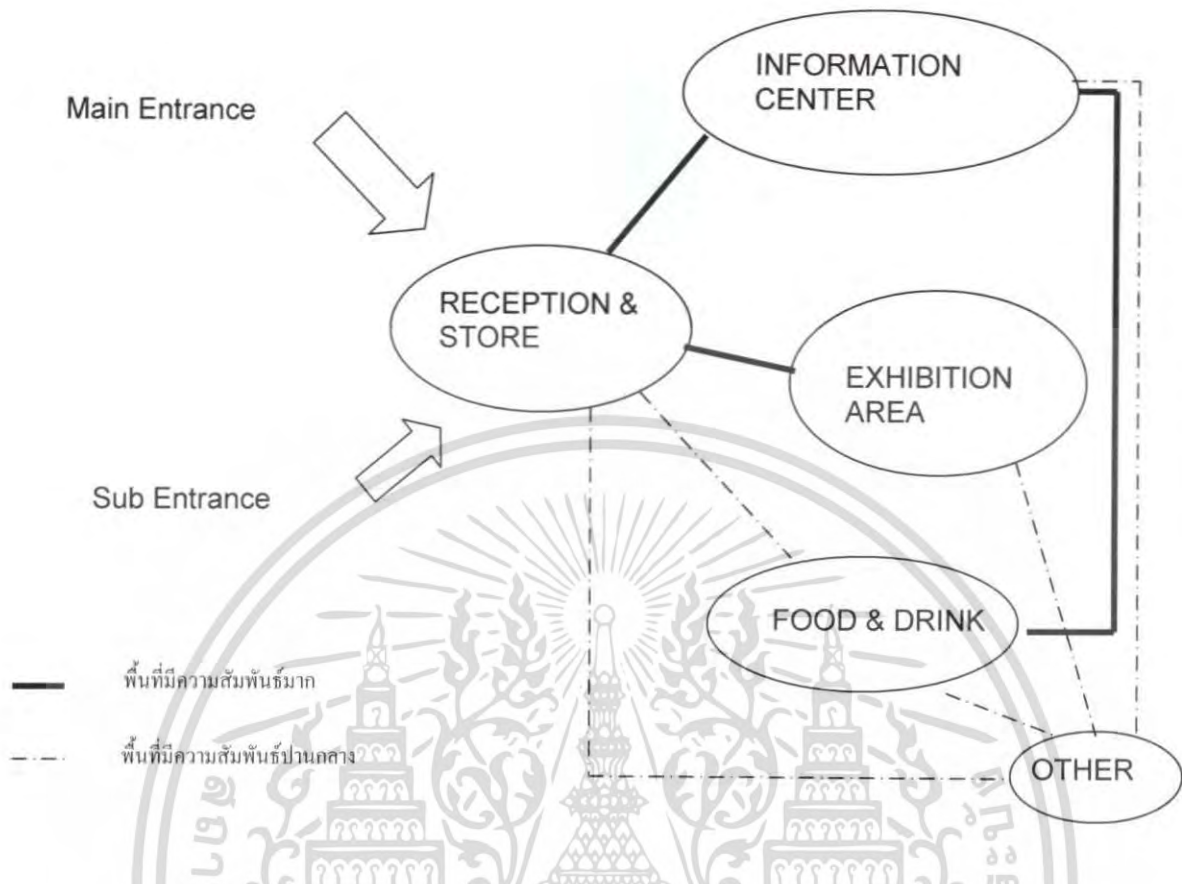 Main Entrance
INFORMATION
CENTER
RECEPTION &
STORE
EXHIBITION
AREA
Sub Entrance
FOOD & DRINK
พื้นที่มีความสัมพันธ์มาก
พื้นที่มีความสัมพันธ์ปานกลาง
OTHER